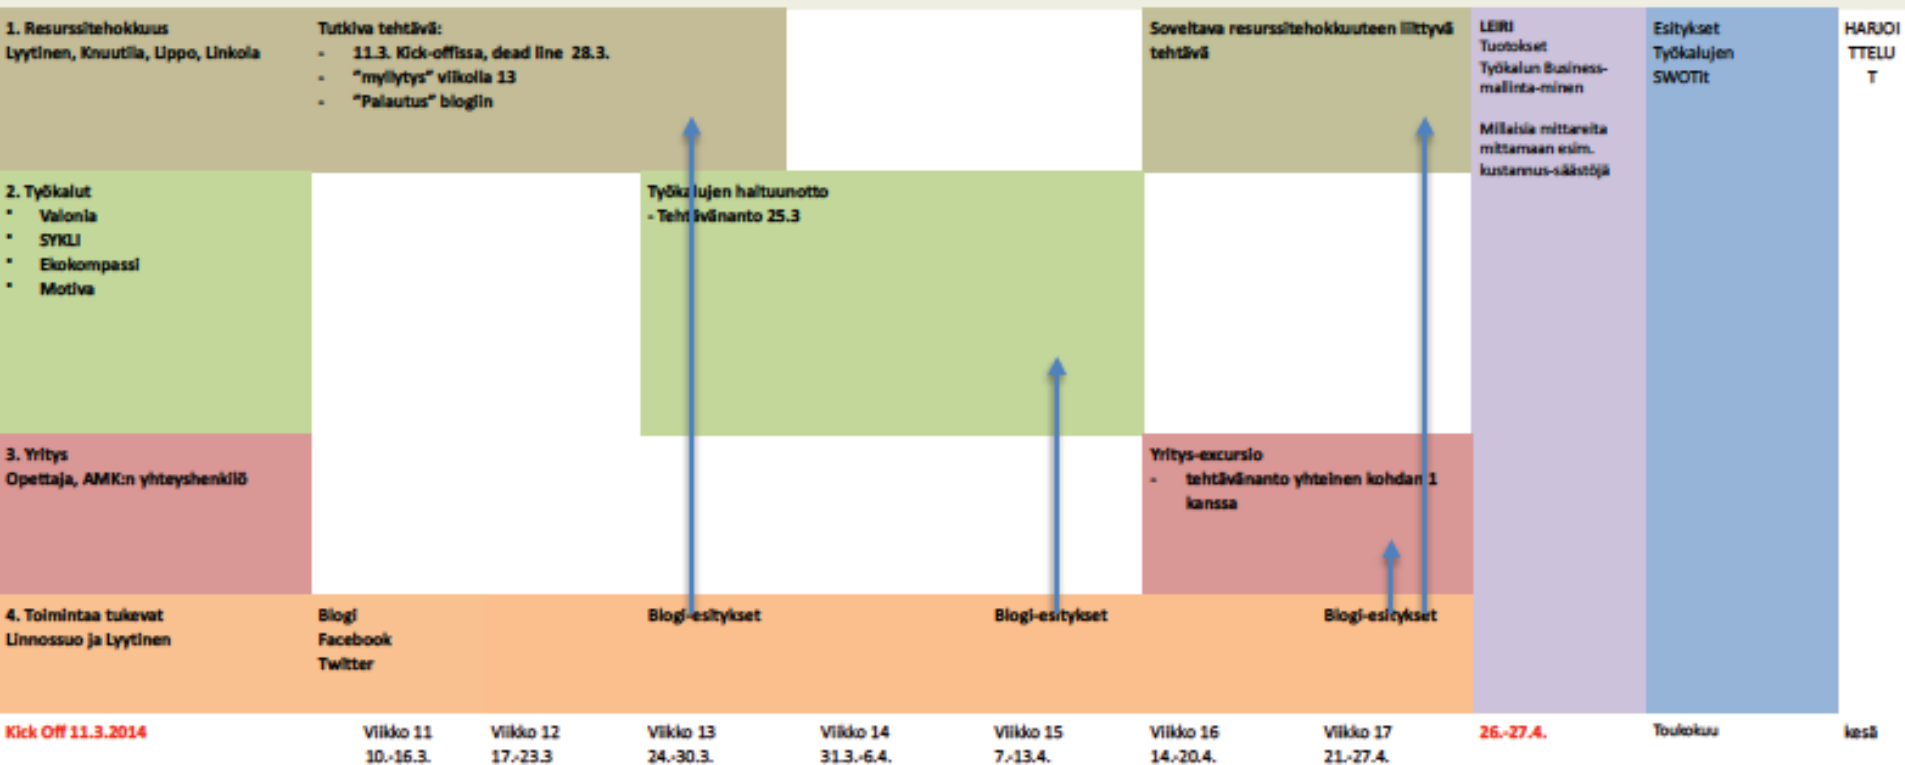 1. Resurssitehokkuus
Lyytinen, Knuutila, Lippo, Linkola
Tutkiva tehtävä:
- 11.3. Kick-offissa, dead line 28.3.
- "myllytys" viikolla 13
- "Palautus" blogiin
Soveltava resurssitehokkuuteen liittyvä
tehtävä
LEIRI
Tuotokset
Työkalun Business-
mallinta-minen
Millaisia mittareita
mittamaan esim.
kustannus-säästöjä
Esitykset
Työkalujen
SWOTit
HARJOI
TTELU
T
2. Työkalut
▪ Valonia
▪ SYKLI
▪ Ekokompassi
▪ Motiva
Työkalujen haltuunotto
- Tehtävänanto 25.3
3. Yritys
Opettaja, AMK:n yhteyshenkilö
Yritys-excursio
- tehtävänanto yhteinen kohdan 1
kanssa
4. Toimintaa tukevat
Linnossuo ja Lyytinen
Blogi
Facebook
Twitter
Blogi-esitykset
Blogi-esitykset
Blogi-esitykset
Kick Off 11.3.2014
Viikko 11
10.-16.3.
Viikko 12
17.-23.3
Viikko 13
24.-30.3.
Viikko 14
31.3.-6.4.
Viikko 15
7.-13.4.
Viikko 16
14.-20.4.
Viikko 17
21.-27.4.
26.-27.4.
Toukokuu
kesä